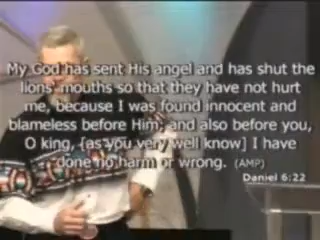 My God has sent His angel and has shut the
lions' mouths so that they have not hurt
me, because I was found innocent and
blameless before Him; and also before you,
O king, [as you very well know] I have
done no harm or wrong. (AMP)
Daniel 6:22